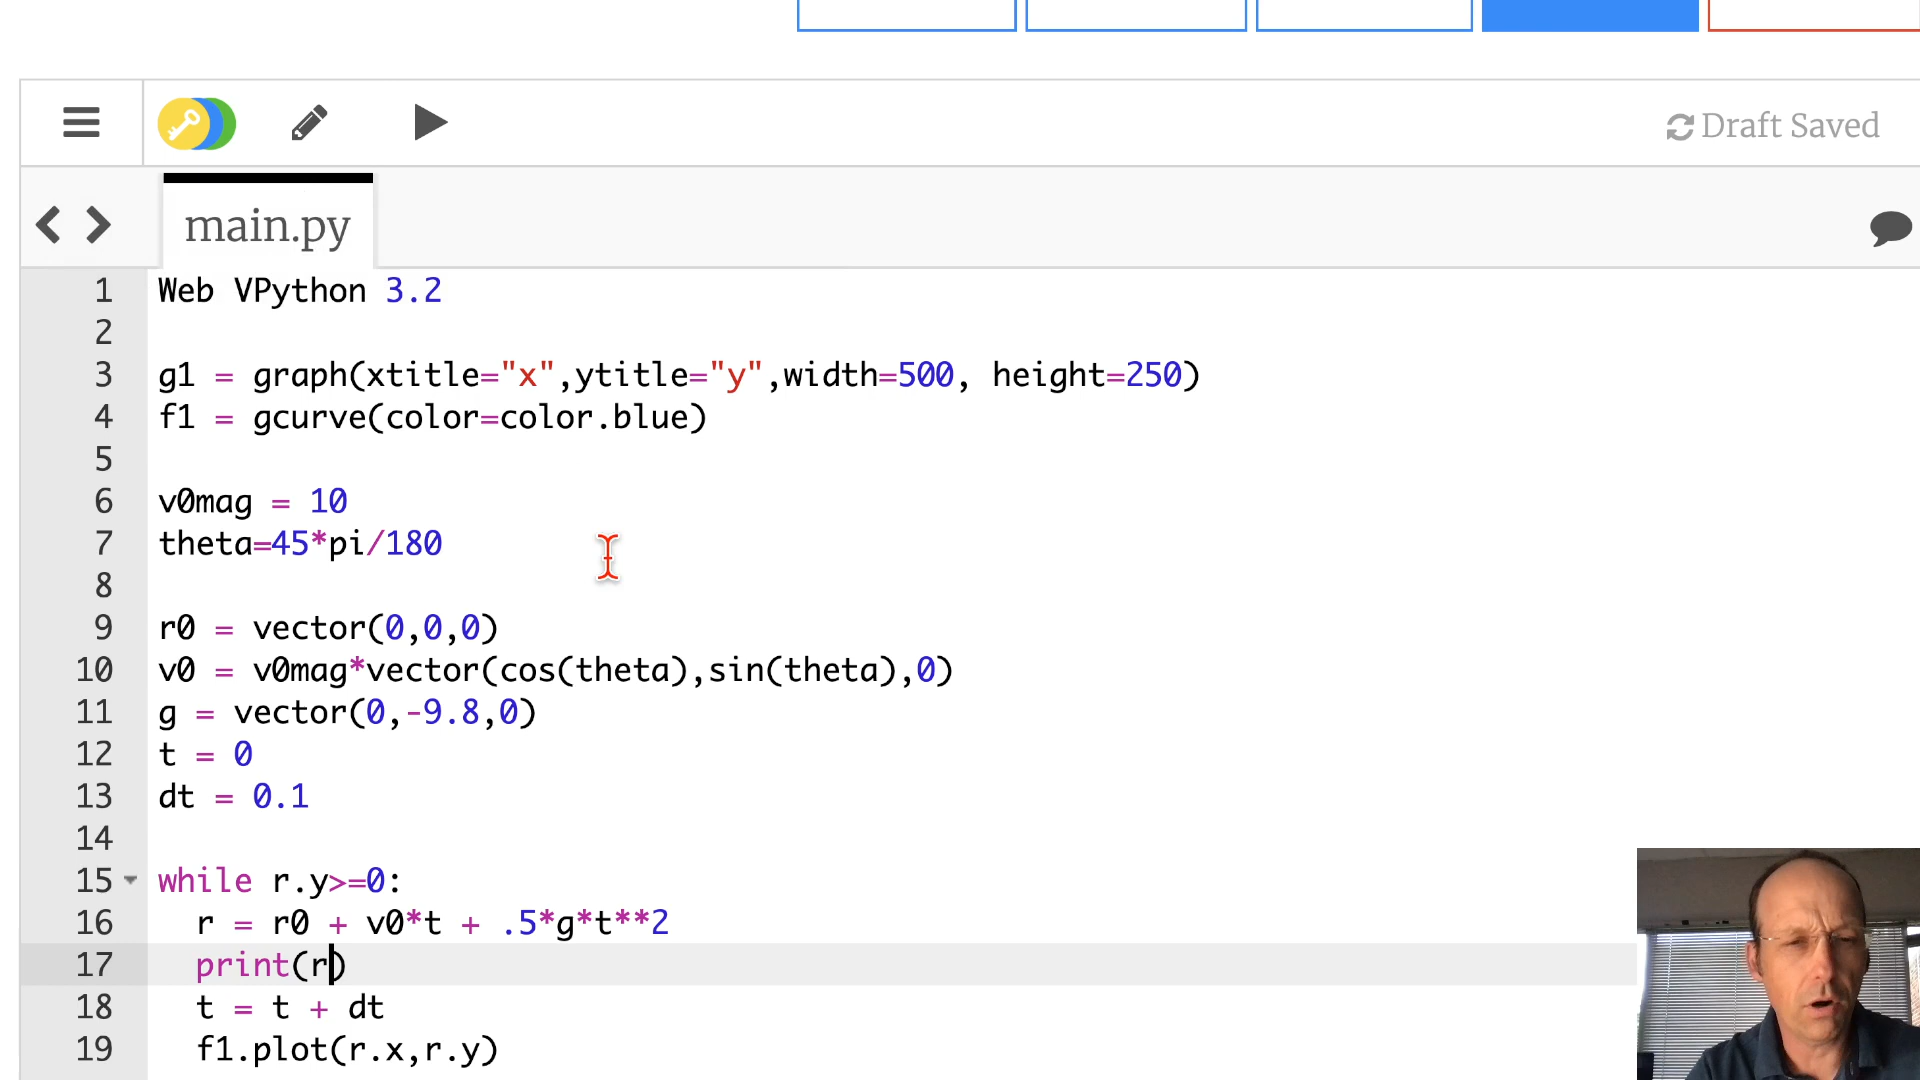 Draft Saved
main.py
1 Web VPython 3.2
2
3 g1 = graph(xtitle="x",ytitle="y",width=500, height=250)
4 f1 = gcurve(color=color.blue)
5
6 v0mag = 10
7 theta=45*pi/180
8
9 r0 = vector(0,0,0)
10 v0 = v0mag*vector(cos(theta),sin(theta),0)
11 g = vector(0,-9.8,0)
12 t = 0
13 dt = 0.1
14
15 while r.y>=0:
16 r = r0 + v0*t + .5*g*t**2
17 print(r)
18 t = t + dt
19 f1.plot(r.x,r.y)